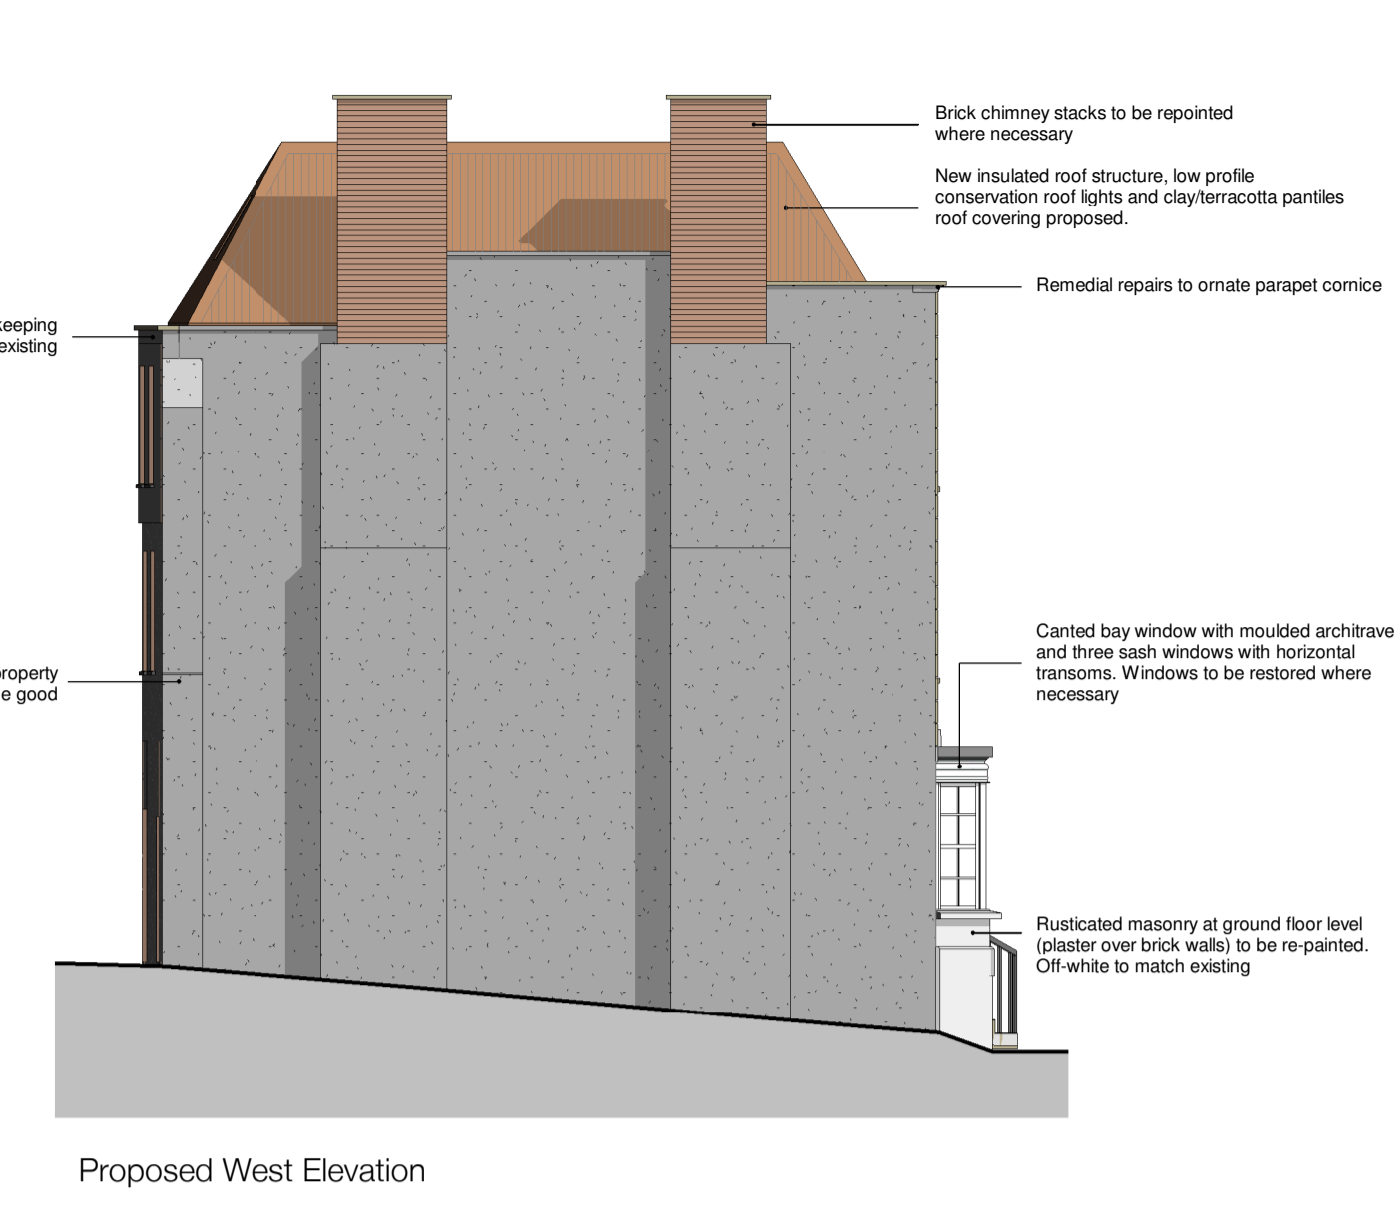 Brick chimney stacks to be repointed
where necessary
New insulated roof structure, low profile
conservation roof lights and clay/terracotta pantiles
roof covering proposed.
Remedial repairs to ornate parapet cornice
keeping
existing
Canted bay window with moulded architrave
and three sash windows with horizontal
transoms. Windows to be restored where
necessary
property
e good
Rusticated masonry at ground floor level
(plaster over brick walls) to be re-painted.
Off-white to match existing
Proposed West Elevation